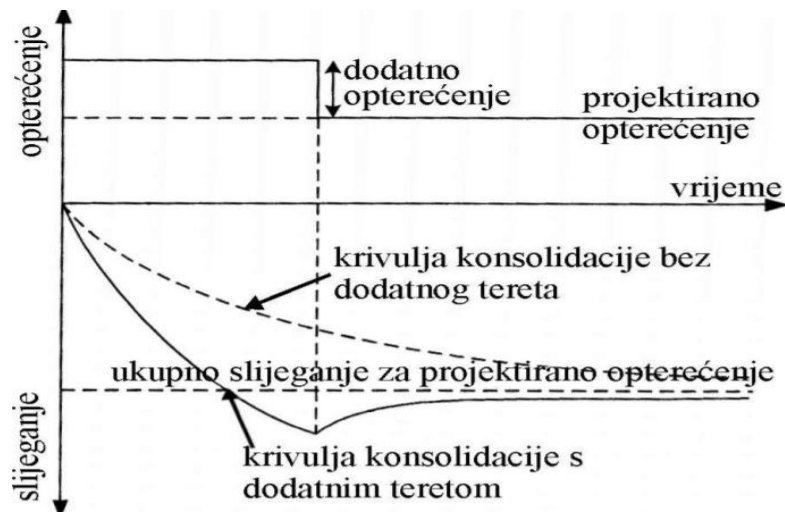 opterećenje
dodatno
opterećenje
projektirano
opterećenje
vrijeme
krivulja konsolidacije bez
dodatnog tereta
ukupno slijeganje za projektirano opterećenje
slijeganje
krivulja konsolidacije s
dodatnim teretom